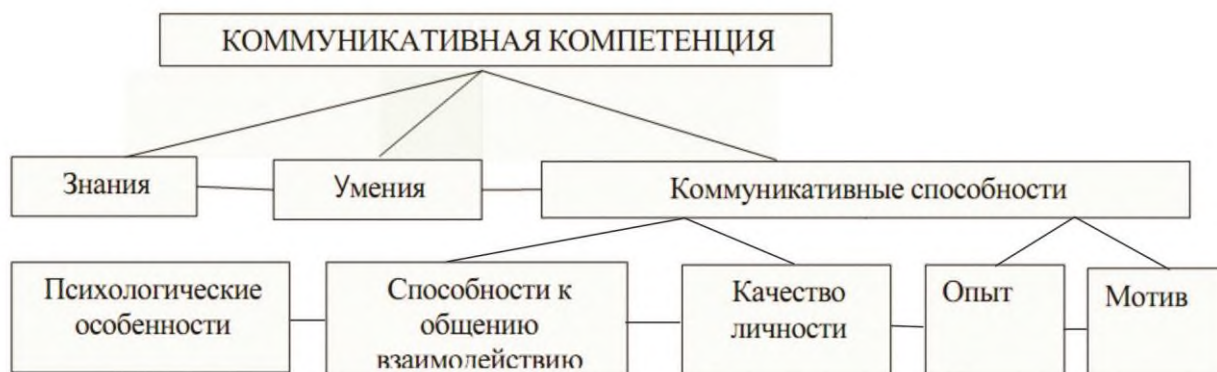 КОММУНИКАТИВНАЯ КОМПЕТЕНЦИЯ
Знания
Умения
Коммуникативные способности
Психологические
особенности
Способности к
общению
взаимодействию
Качество
личности
Опыт
Мотив